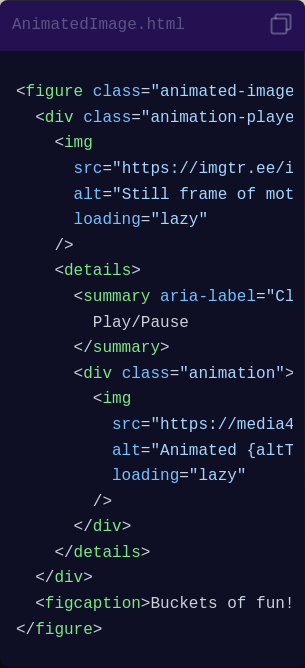 AnimatedImage.html
<figure class="animated-image
<div class="animation-playe
<img
src="https://imgtr.ee/i
alt="Still frame of mot
loading="lazy"
/>
<details>
<summary aria-label="Cl
Play/Pause
</summary>
<div class="animation">
<img
src="https://media4
alt="Animated {altT
loading="lazy"
/>
</div>
</details>
</div>
<figcaption>Buckets of fun!
</figure>